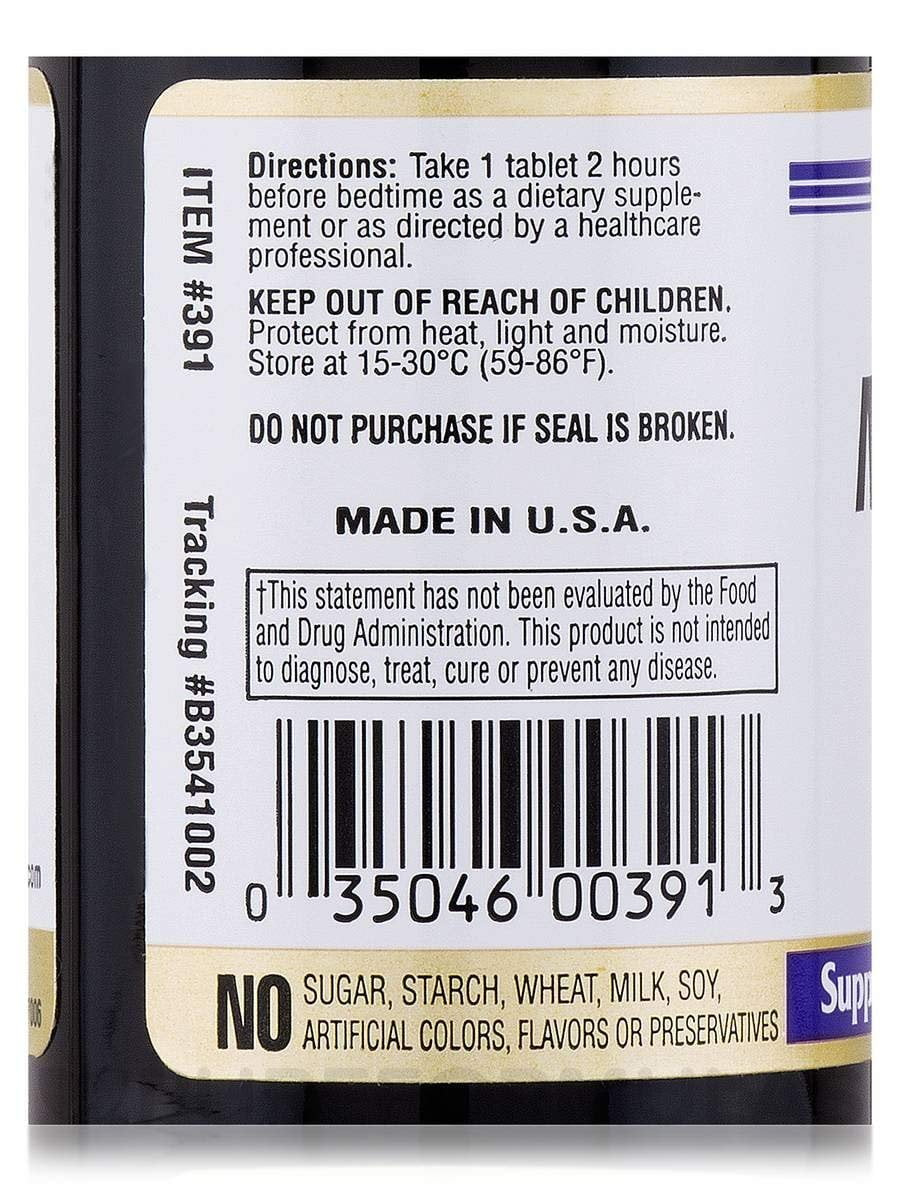 ITEM #391
Tracking #B3541002
Directions: Take 1 tablet 2 hours
before bedtime as a dietary supple-
ment or as directed by a healthcare
professional.
KEEP OUT OF REACH OF CHILDREN.
Protect from heat, light and moisture.
Store at 15-30°C (59-86°F).
DO NOT PURCHASE IF SEAL IS BROKEN.
MADE IN U.S.A.
†This statement has not been evaluated by the Food
and Drug Administration. This product is not intended
to diagnose, treat, cure or prevent any disease.
0 35046 00391 3
NO SUGAR, STARCH, WHEAT, MILK, SOY,
ARTIFICIAL COLORS, FLAVORS OR PRESERVATIVES
Supp